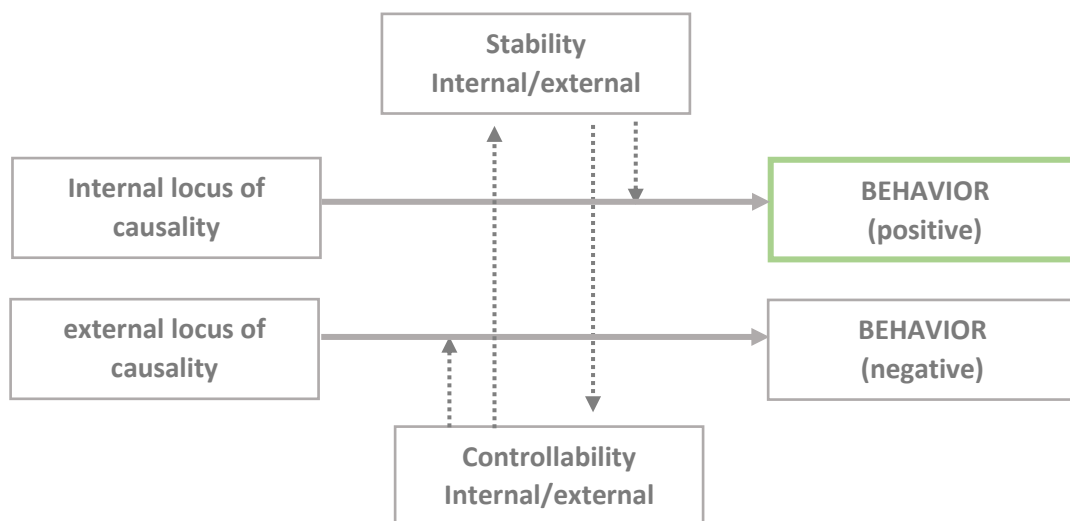 Stability
Internal/external
Internal locus of
causality
BEHAVIOR
(positive)
external locus of
causality
BEHAVIOR
(negative)
Controllability
Internal/external